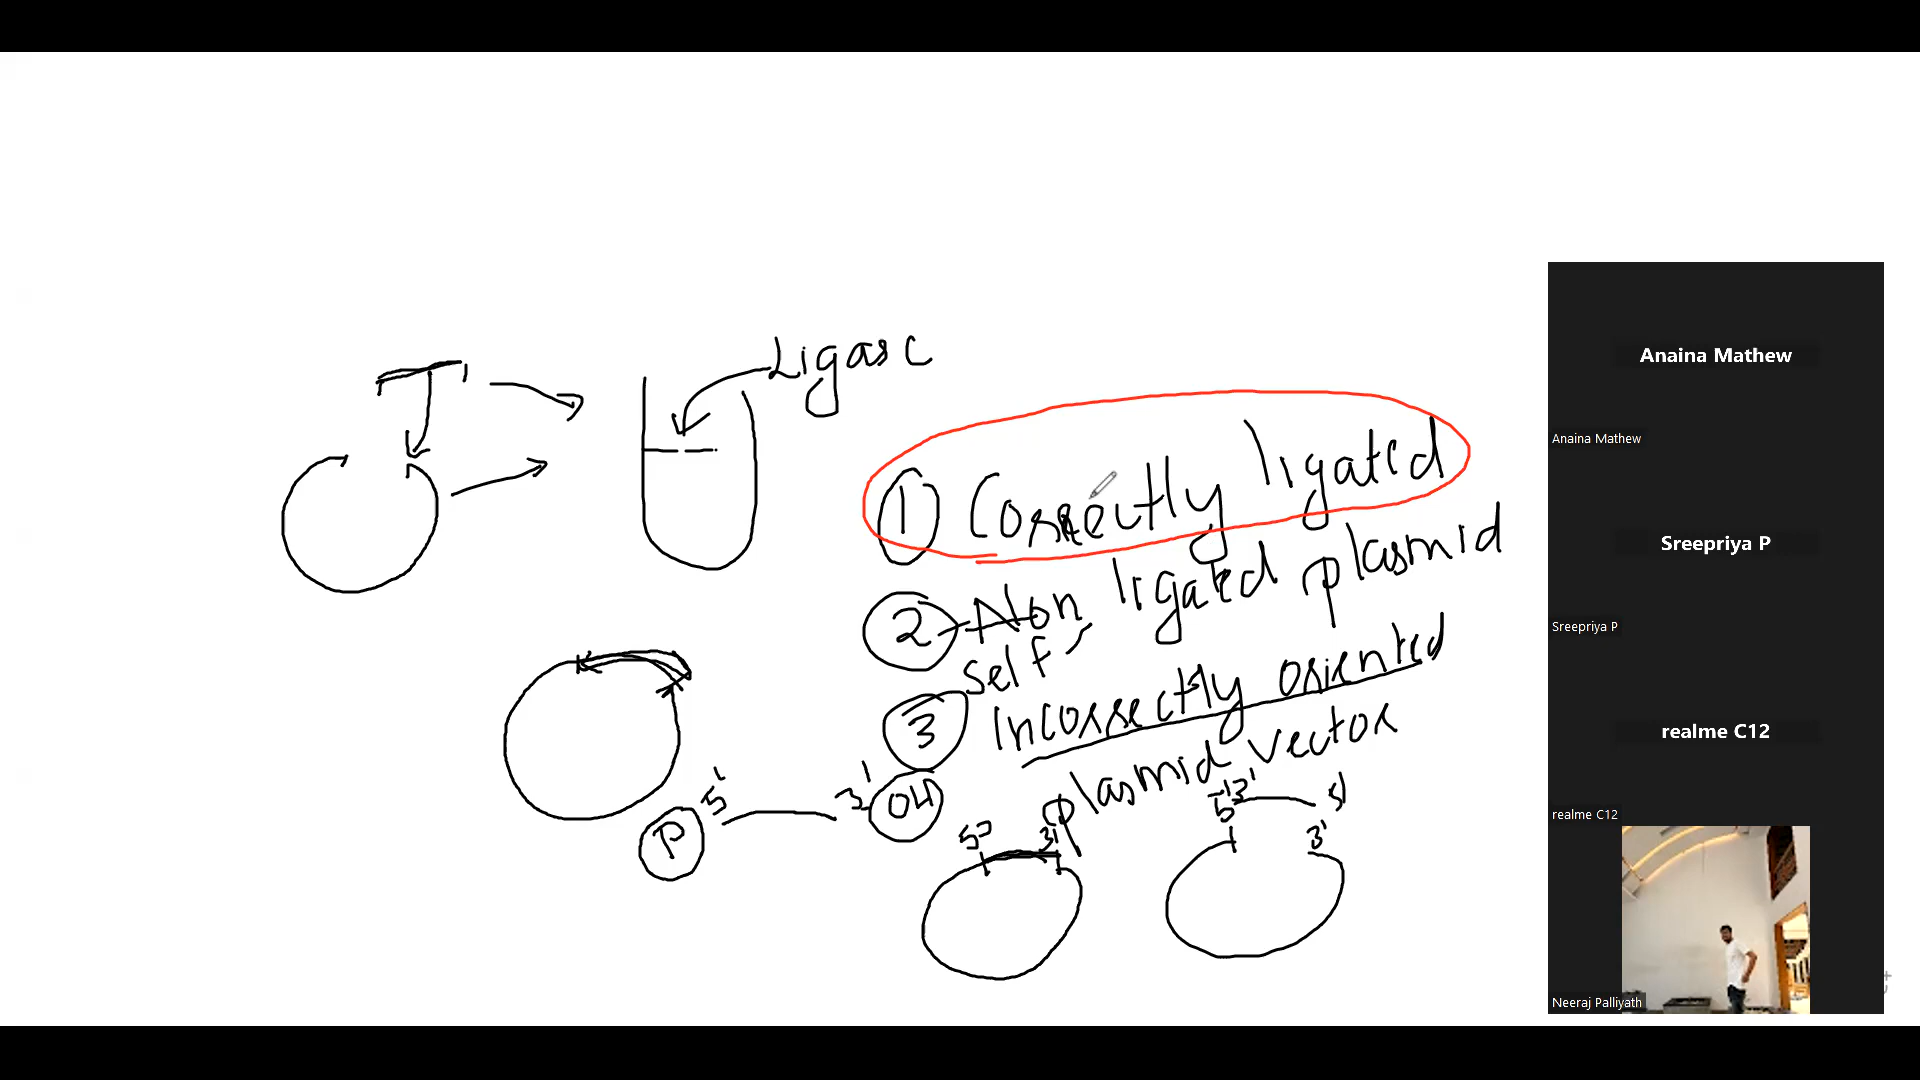 Ligase
1 Correctly ligated
2 Non ligated plasmid
self
3 Incorrectly oriented
plasmid vector
P 5' 3' OH
5' 3'
5' 3' 5'
3'
Anaina Mathew
Anaina Mathew
Sreepriya P
Sreepriya P
realme C12
realme C12
Neeraj Palliyath